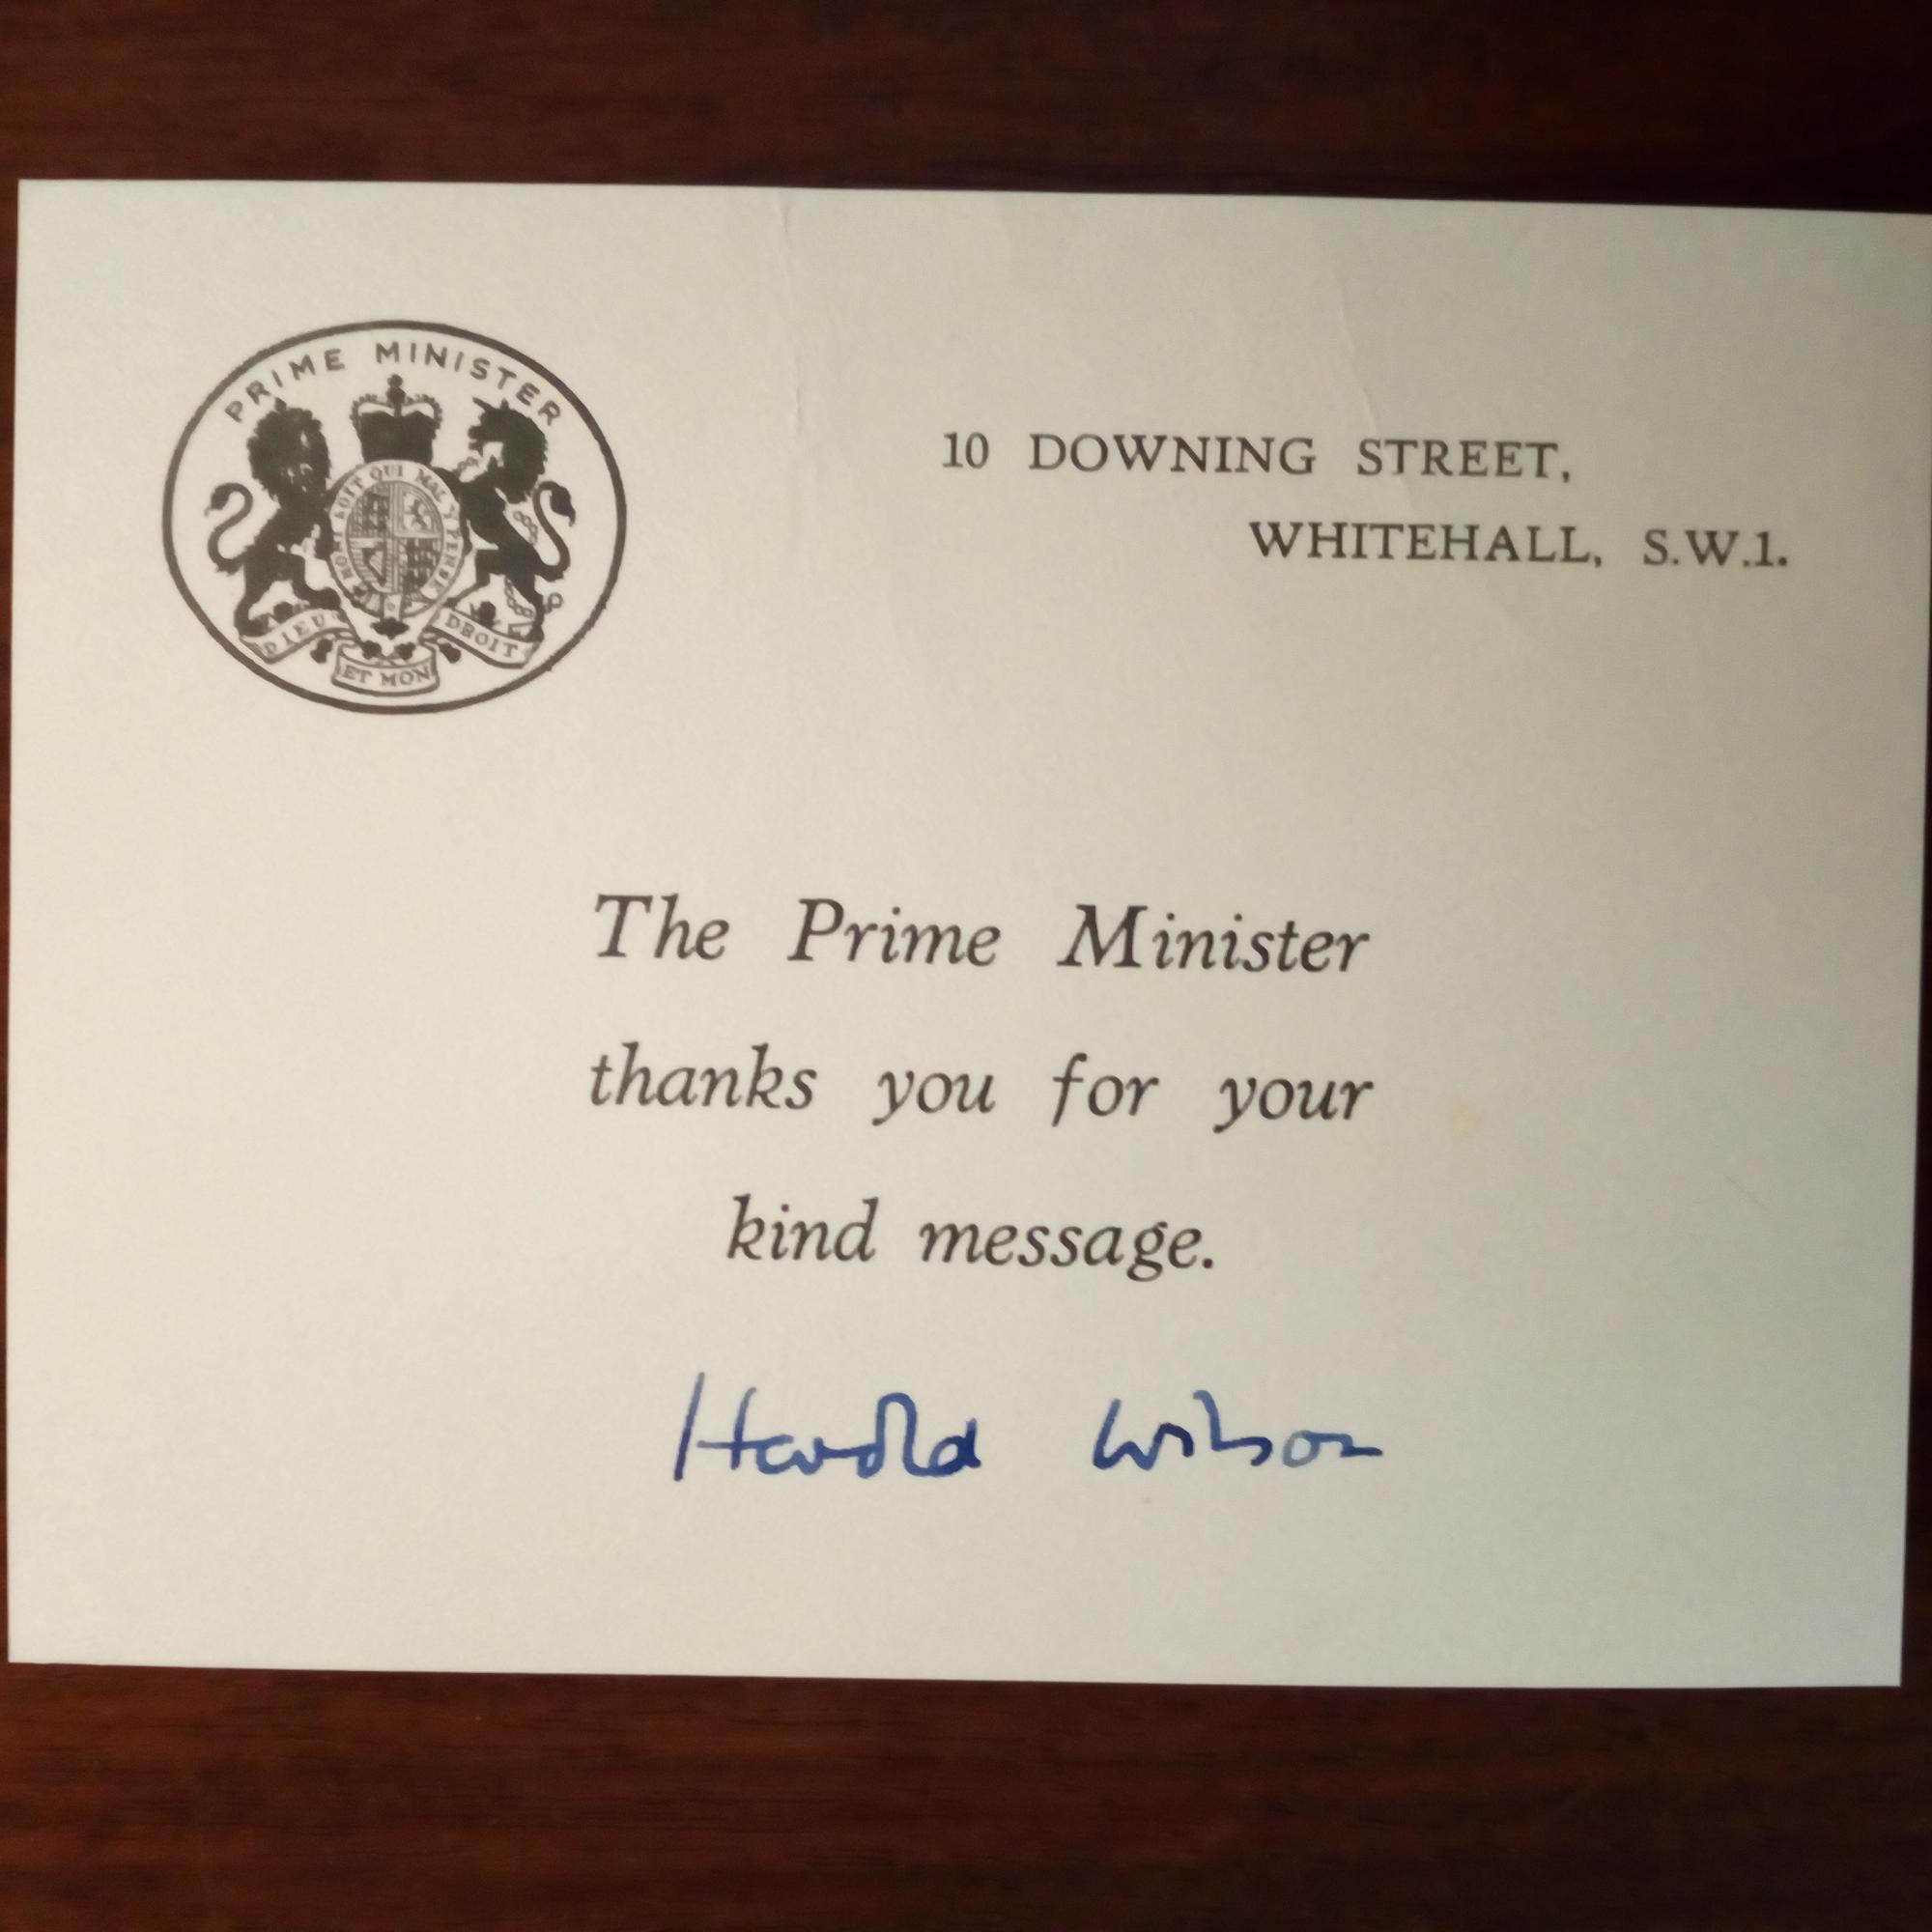 PRIME MINISTER
HONI SOIT QUI MAL Y PENSE
DIEU ET MON DROIT
10 DOWNING STREET,
WHITEHALL, S.W.1.
The Prime Minister
thanks you for your
kind message.
Harold Wilson